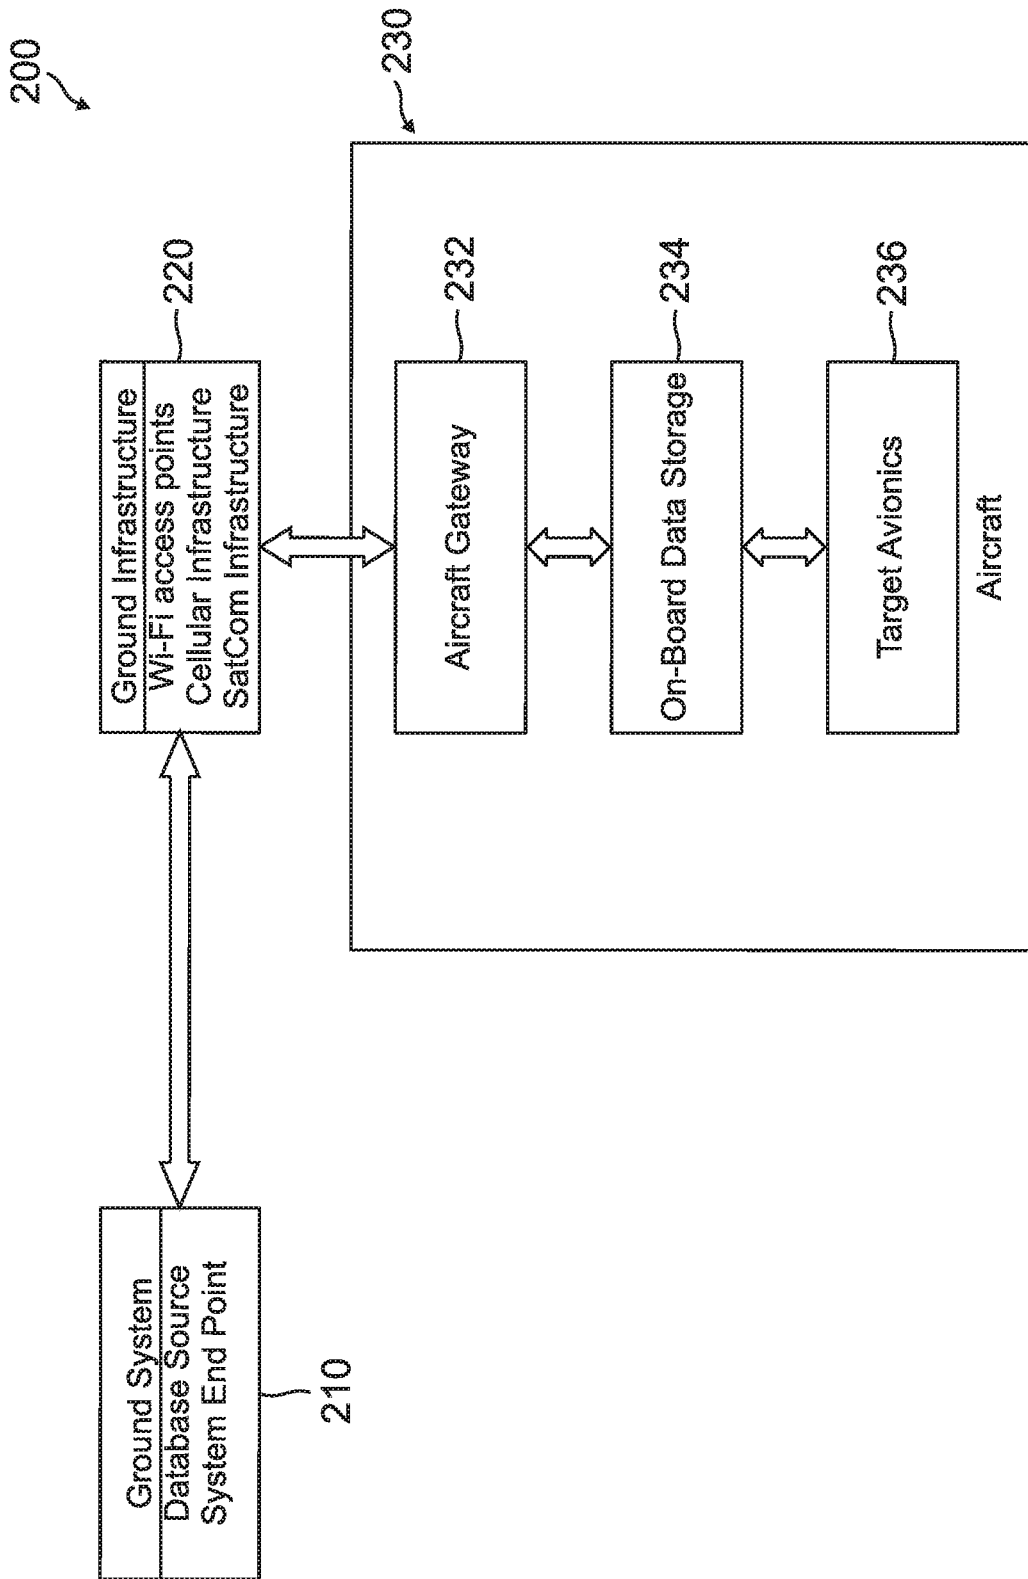 200
Ground System
Database Source
System End Point
210
Ground Infrastructure
Wi-Fi access points
Cellular Infrastructure
SatCom Infrastructure
220
230
Aircraft Gateway
232
On-Board Data Storage
234
Target Avionics
236
Aircraft